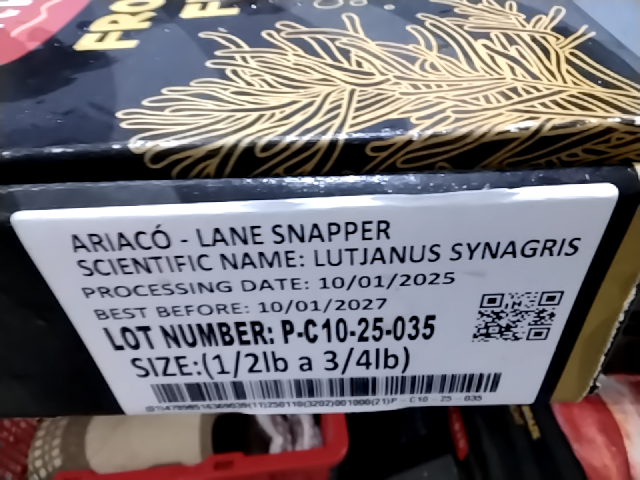 FRO
ARIACÓ - LANE SNAPPER
SCIENTIFIC NAME: LUTJANUS SYNAGRIS
PROCESSING DATE: 10/01/2025
BEST BEFORE: 10/01/2027
LOT NUMBER: P-C10-25-035
SIZE:(1/2lb a 3/4lb)